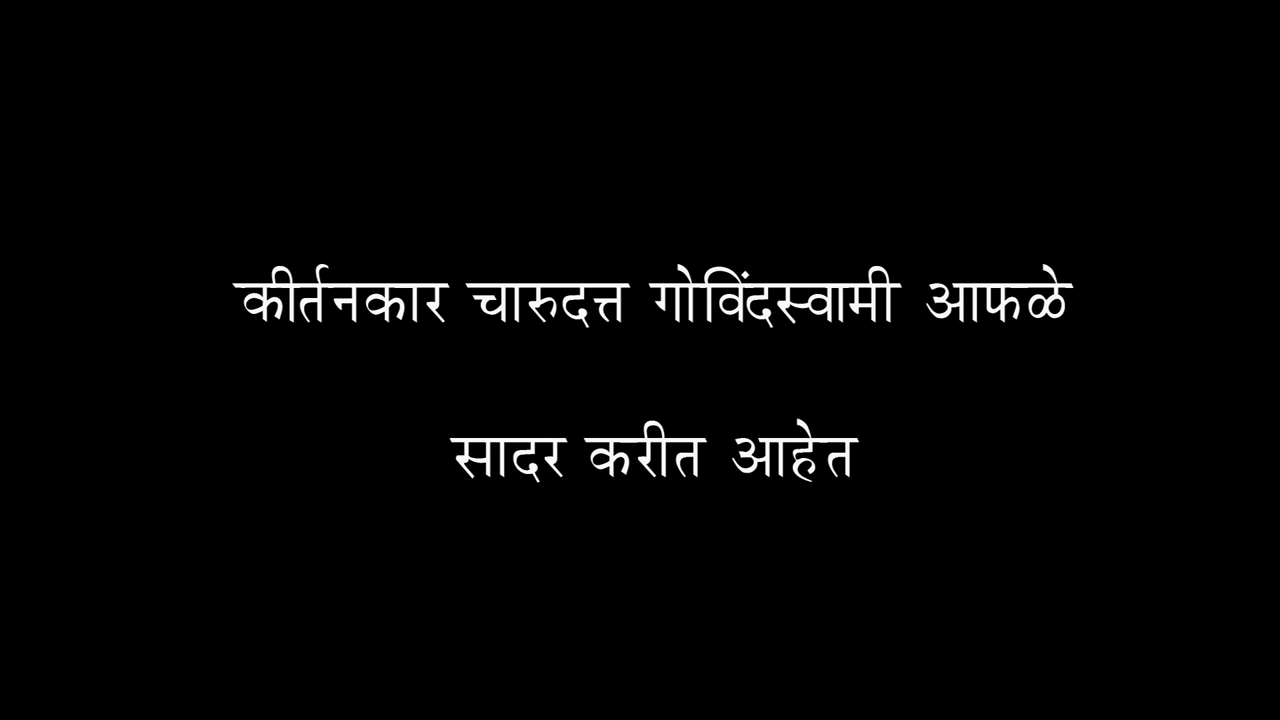 कीर्तनकार चारुदत्त गोविंदस्वामी आफळे
सादर करीत आहेत